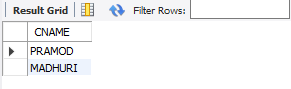 Result Grid Filter Rows:
CNAME
PRAMOD
MADHURI